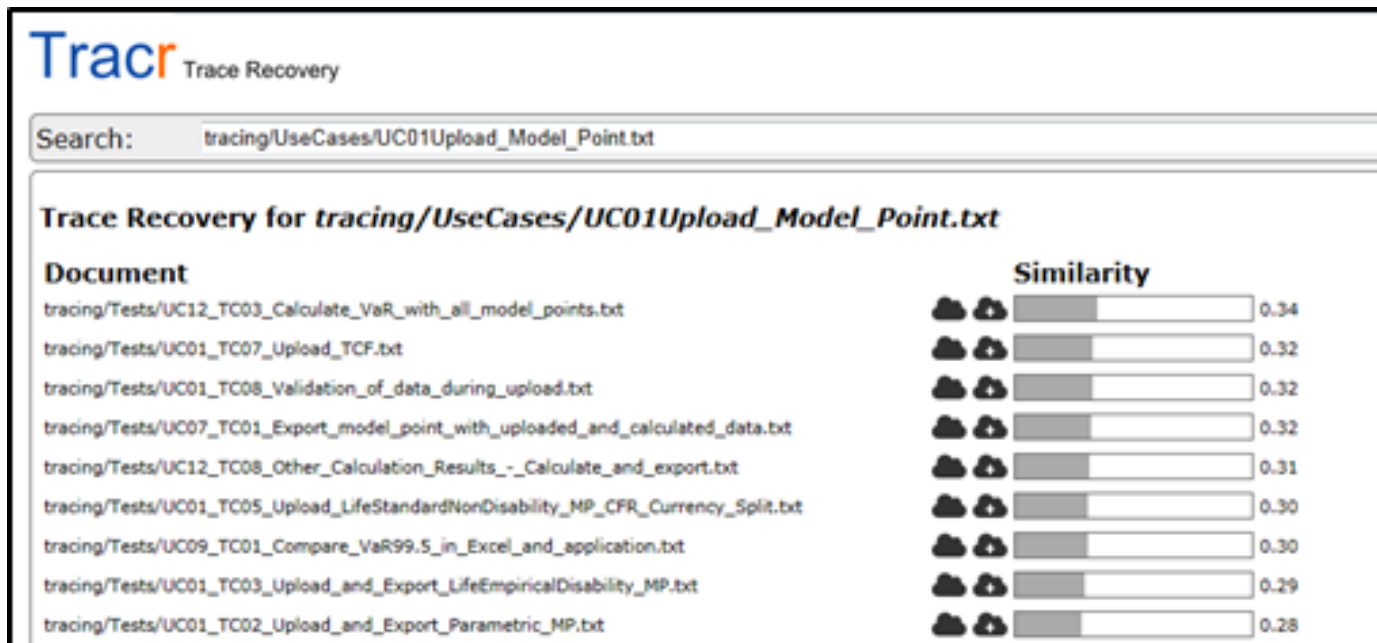 Tracr Trace Recovery
Search: tracing/UseCases/UC01Upload_Model_Point.txt
Trace Recovery for tracing/UseCases/UC01Upload_Model_Point.txt
Document Similarity
tracing/Tests/UC12_TC03_Calculate_VaR_with_all_model_points.txt 0.34
tracing/Tests/UC01_TC07_Upload_TCF.txt 0.32
tracing/Tests/UC01_TC08_Validation_of_data_during_upload.txt 0.32
tracing/Tests/UC07_TC01_Export_model_point_with_uploaded_and_calculated_data.txt 0.32
tracing/Tests/UC12_TC08_Other_Calculation_Results_-_Calculate_and_export.txt 0.31
tracing/Tests/UC01_TC05_Upload_LifeStandardNonDisability_MP_CFR_Currency_Split.txt 0.30
tracing/Tests/UC09_TC01_Compare_VaR99.5_in_Excel_and_application.txt 0.30
tracing/Tests/UC01_TC03_Upload_and_Export_LifeEmpiricalDisability_MP.txt 0.29
tracing/Tests/UC01_TC02_Upload_and_Export_Parametric_MP.txt 0.28